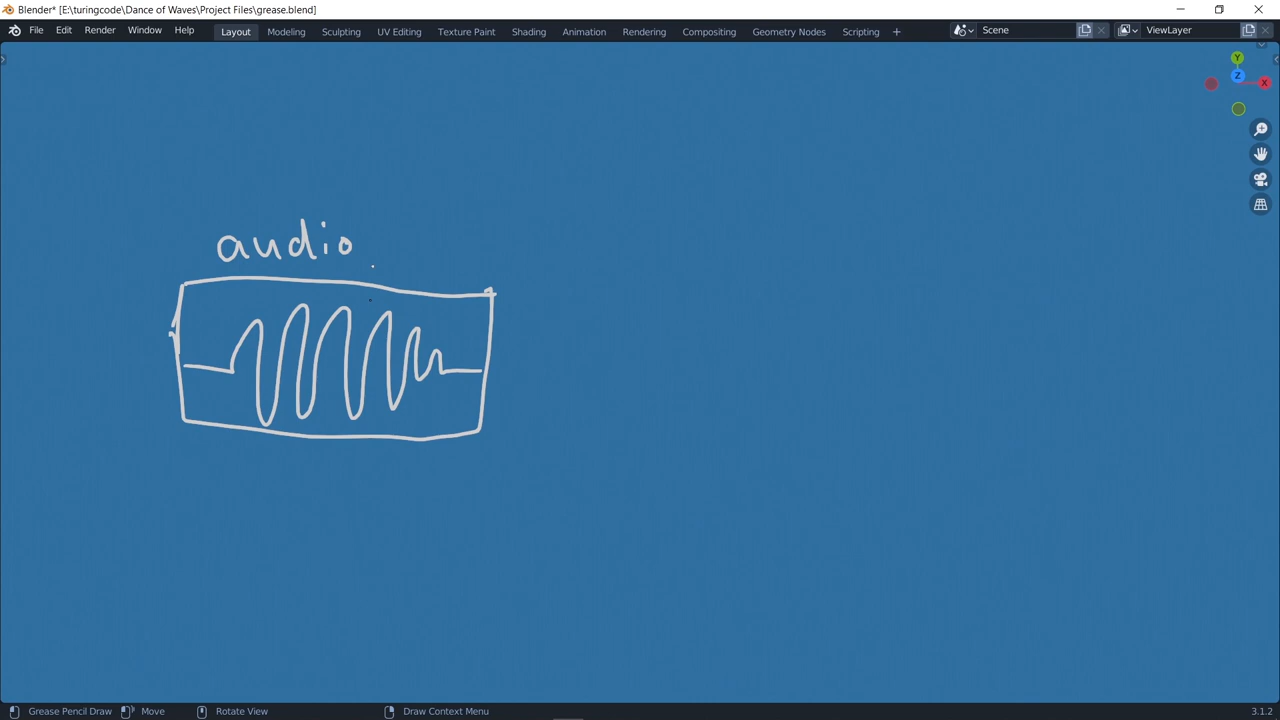 Blender* [E:\turingcode\Dance of Waves\Project Files\grease.blend]
File Edit Render Window Help Layout Modeling Sculpting UV Editing Texture Paint Shading Animation Rendering Compositing Geometry Nodes Scripting + Scene ViewLayer
Y
Z X
audio
Grease Pencil Draw Move Rotate View Draw Context Menu 3.1.2